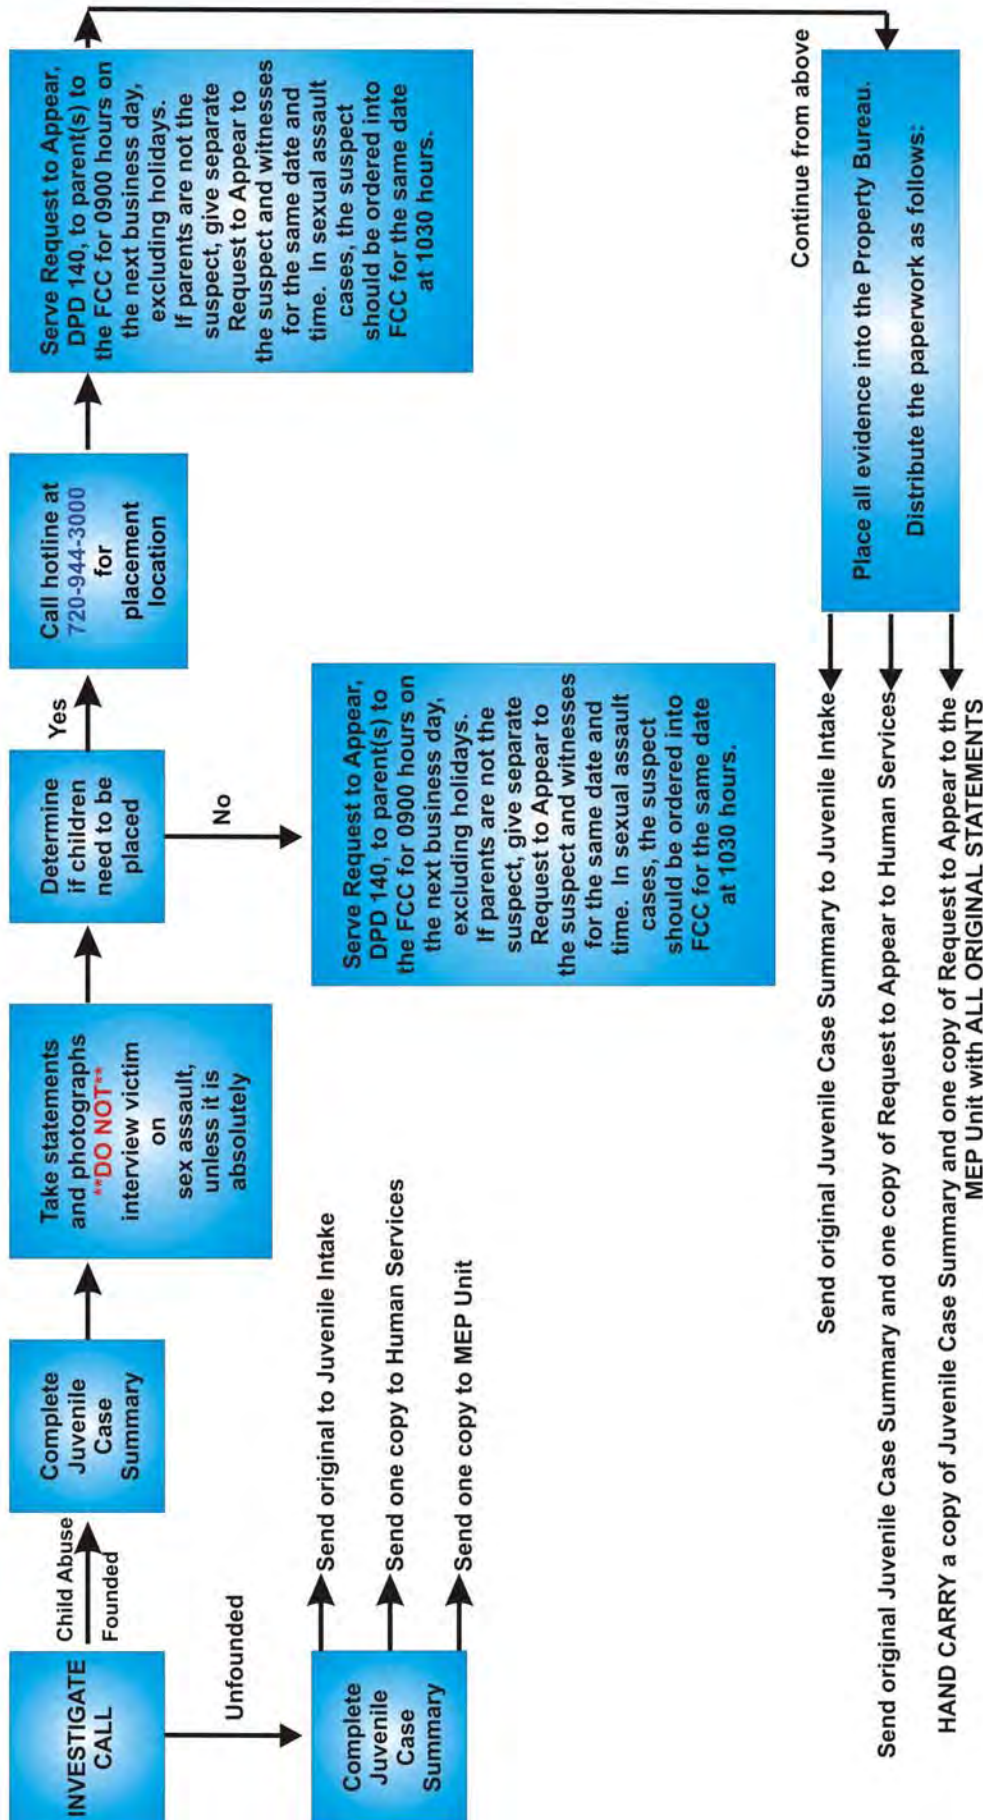 INVESTIGATE
CALL
Child Abuse
Founded
Complete
Juvenile
Case
Summary
Take statements
and photographs
**DO NOT**
interview victim
on
sex assault,
unless it is
absolutely
Determine
if children
need to be
placed
Yes
Call hotline at
720-944-3000
for
placement
location
Serve Request to Appear,
DPD 140, to parent(s) to
the FCC for 0900 hours on
the next business day,
excluding holidays.
If parents are not the
suspect, give separate
Request to Appear to
the suspect and witnesses
for the same date and
time. In sexual assault
cases, the suspect
should be ordered into
FCC for the same date
at 1030 hours.
Unfounded
Complete
Juvenile
Case
Summary
Send original to Juvenile Intake
Send one copy to Human Services
Send one copy to MEP Unit
No
Serve Request to Appear,
DPD 140, to parent(s) to
the FCC for 0900 hours on
the next business day,
excluding holidays.
If parents are not the
suspect, give separate
Request to Appear to
the suspect and witnesses
for the same date and
time. In sexual assault
cases, the suspect
should be ordered into
FCC for the same date
at 1030 hours.
Continue from above
Place all evidence into the Property Bureau.
Distribute the paperwork as follows:
Send original Juvenile Case Summary to Juvenile Intake
Send original Juvenile Case Summary and one copy of Request to Appear to Human Services
HAND CARRY a copy of Juvenile Case Summary and one copy of Request to Appear to the
MEP Unit with ALL ORIGINAL STATEMENTS